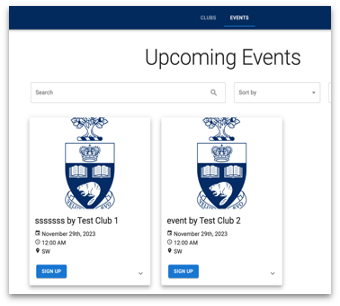 CLUBS EVENTS
Upcoming Events
Search
Sort by
sssssss by Test Club 1
November 29th, 2023
12:00 AM
SW
SIGN UP
event by Test Club 2
November 29th, 2023
12:00 AM
SW
SIGN UP